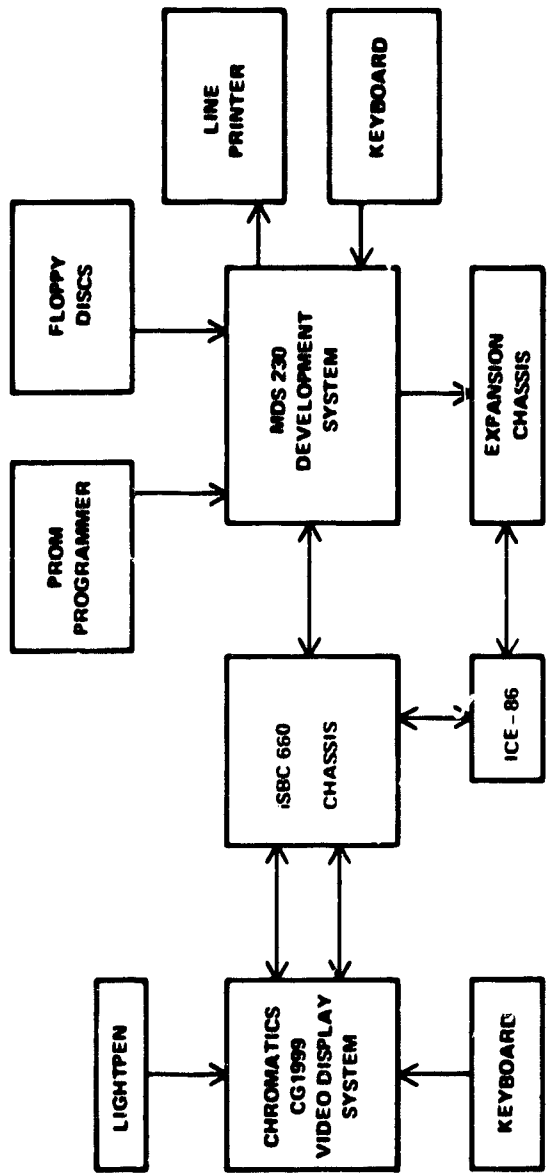 LIGHTPEN
CHROMATICS
CG1999
VIDEO DISPLAY
SYSTEM
KEYBOARD
iSBC 660
CHASSIS
ICE-86
PROM
PROGRAMMER
FLOPPY
DISCS
MDS 230
DEVELOPMENT
SYSTEM
EXPANSION
CHASSIS
LINE
PRINTER
KEYBOARD